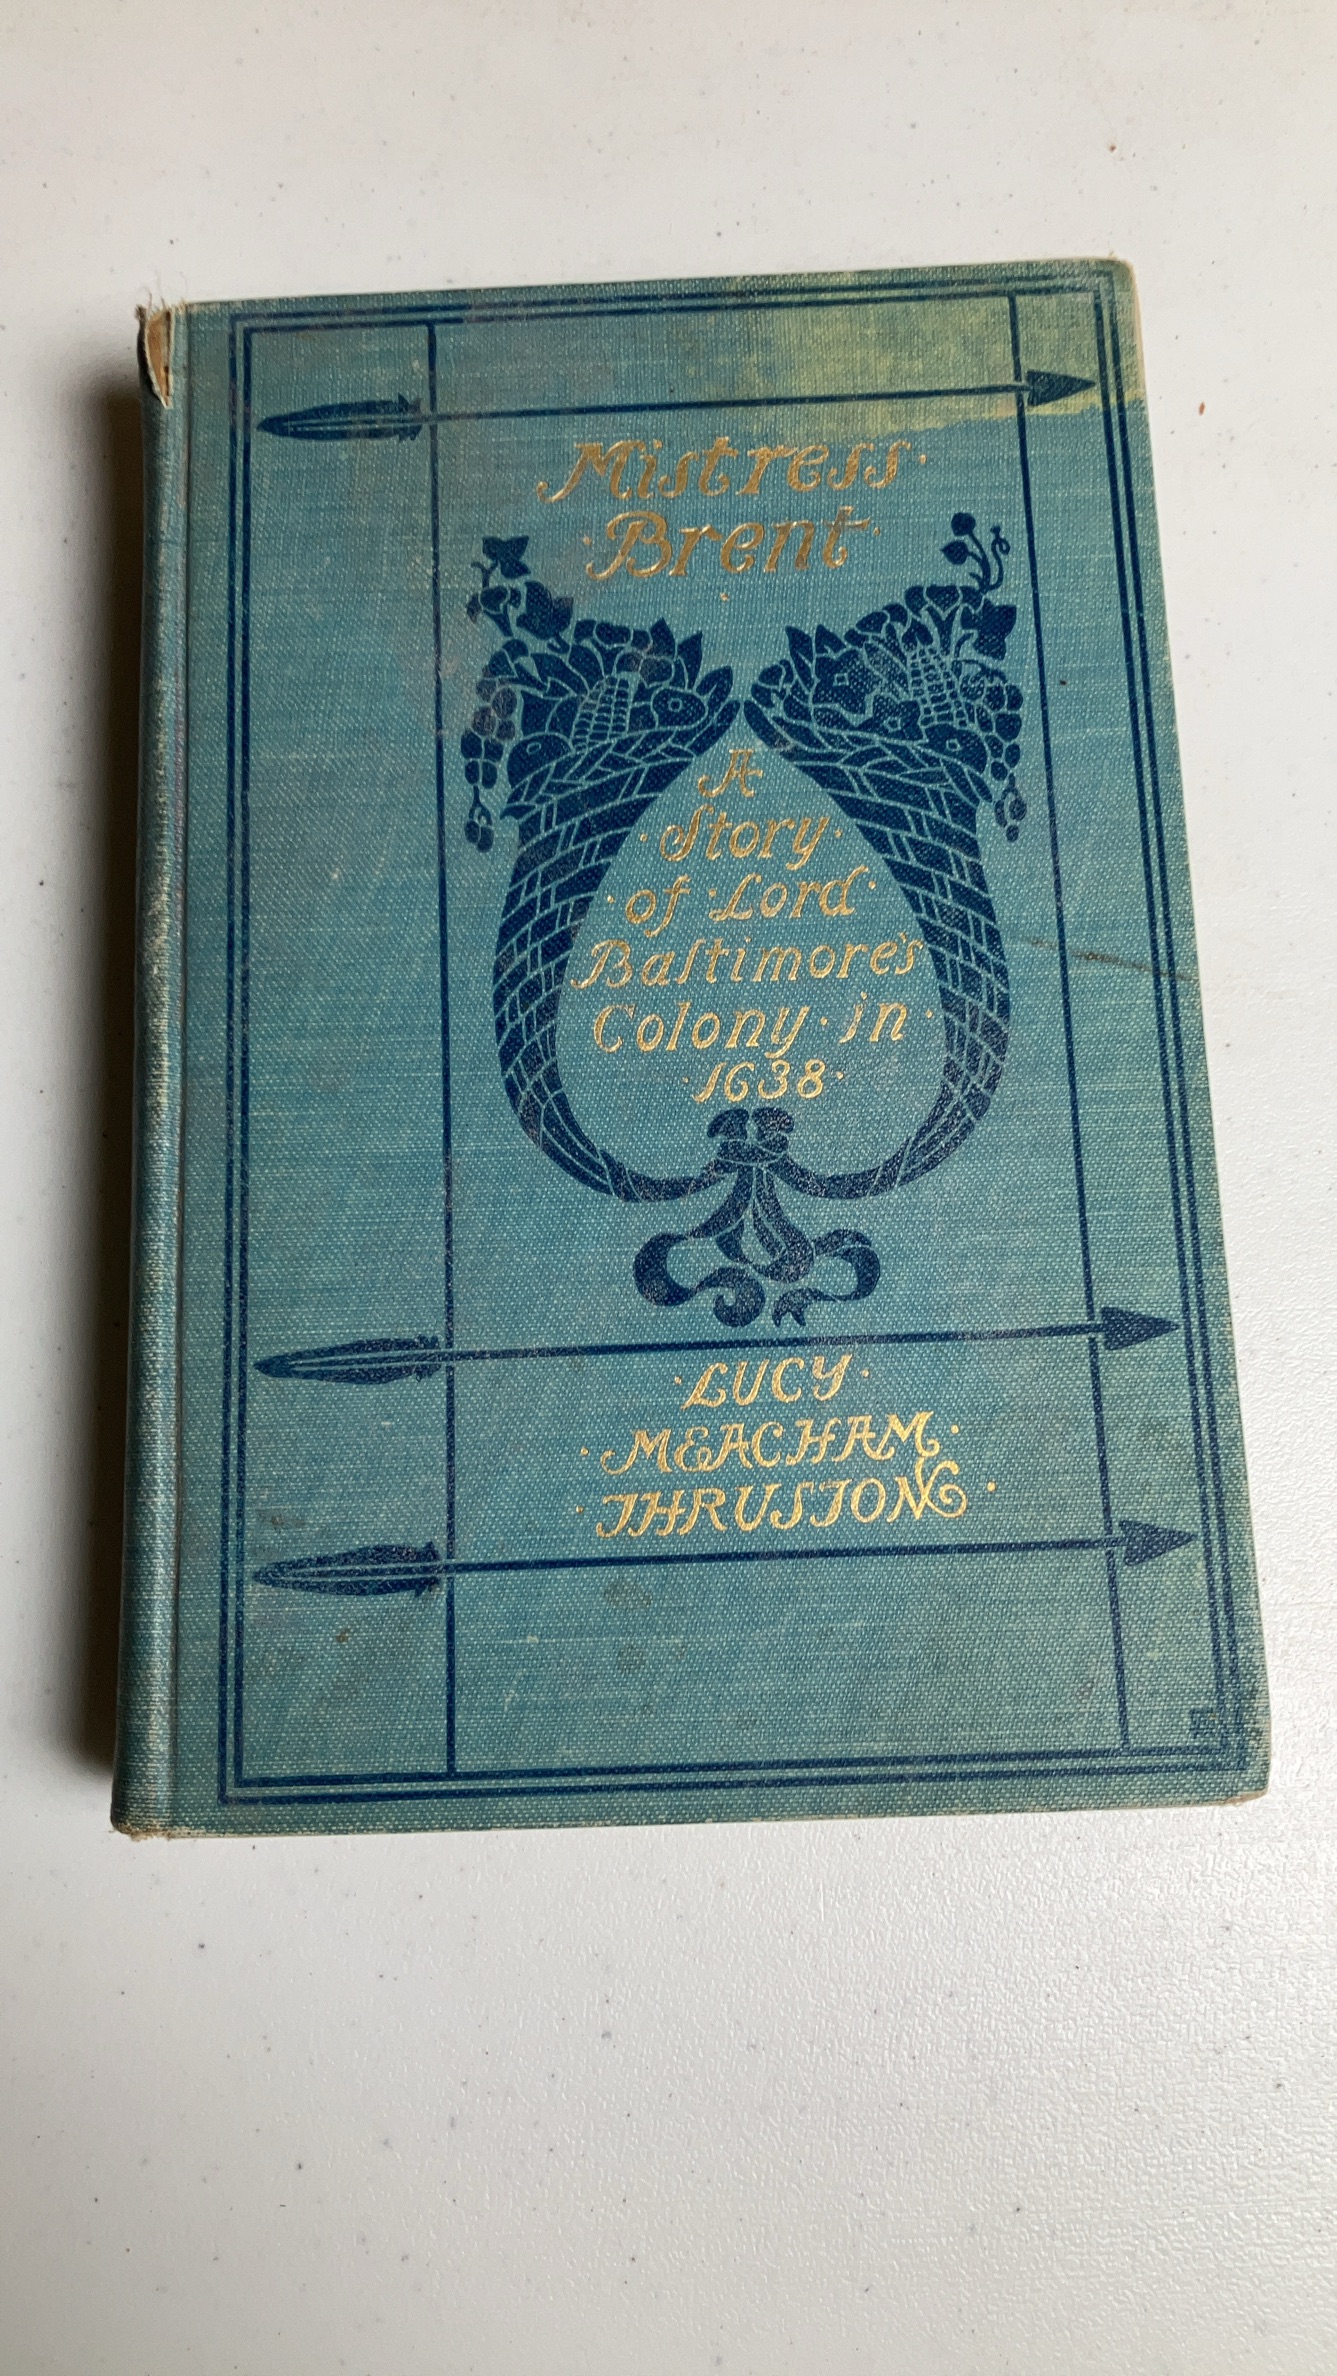 Mistress·
·Brent·
A
·Story·
of·Lord·
Baltimore's
Colony·in·
·1638·
·LUCY·
·MEACHAM·
·THRUSTON·